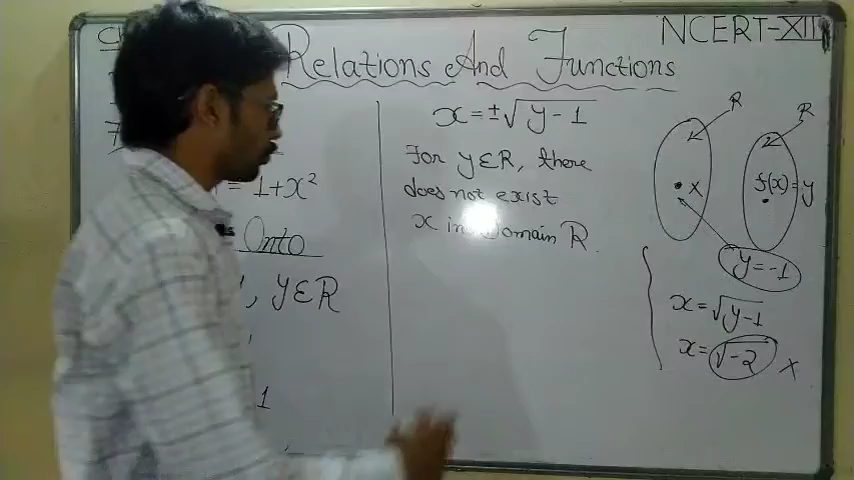 NCERT-XII
Relations And Functions
= 1+x²
Onto
, y∈R
1
x = ±√y-1
For y∈R, there
does not exist
x in domain R.
R
R
x
f(x)=y
y=-1
x=√y-1
x=√-2 x